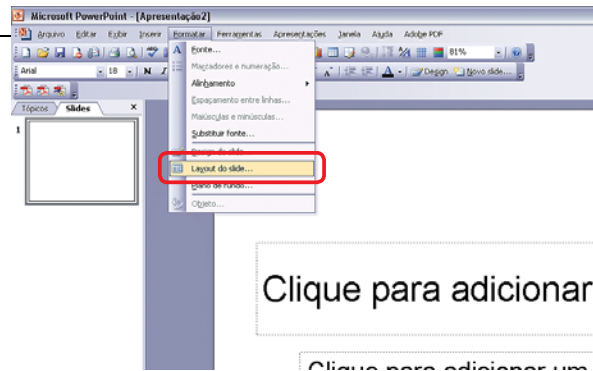 Microsoft PowerPoint - [Apresentação2]
Arquivo Editar Exibir Inserir Formatar Ferramentas Apresentações Janela Ajuda Adobe PDF
81%
Arial 18 N I A Design Novo slide...
Tópicos Slides x
1
Fonte...
Marcadores e numeração...
Alinhamento
Espaçamento entre linhas...
Maiúsculas e minúsculas...
Substituir fonte...
Design do slide...
Layout do slide...
Plano de fundo...
Objeto...
Clique para adicionar
Clique para adicionar um